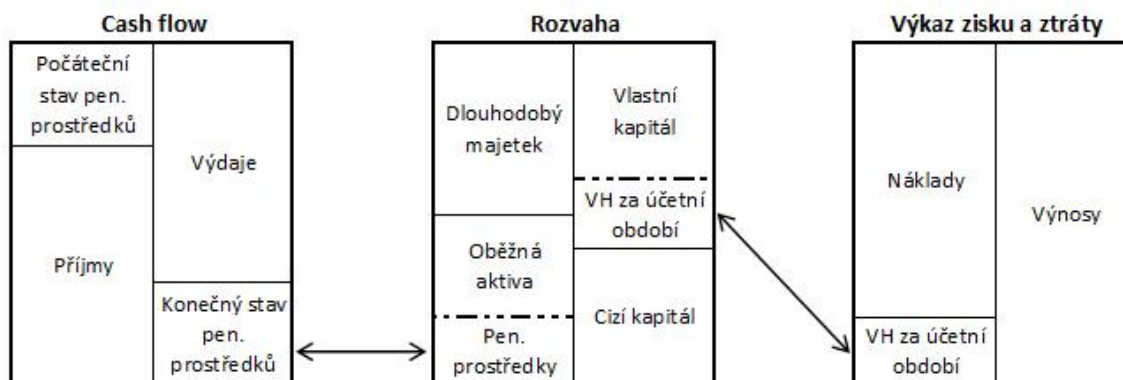 Cash flow
Počáteční
stav pen.
prostředků
Příjmy
Výdaje
Konečný stav
pen.
prostředků
Rozvaha
Dlouhodobý
majetek
Oběžná
aktiva
Pen.
prostředky
Vlastní
kapitál
VH za účetní
období
Cizí kapitál
Výkaz zisku a ztráty
Náklady
VH za účetní
období
Výnosy